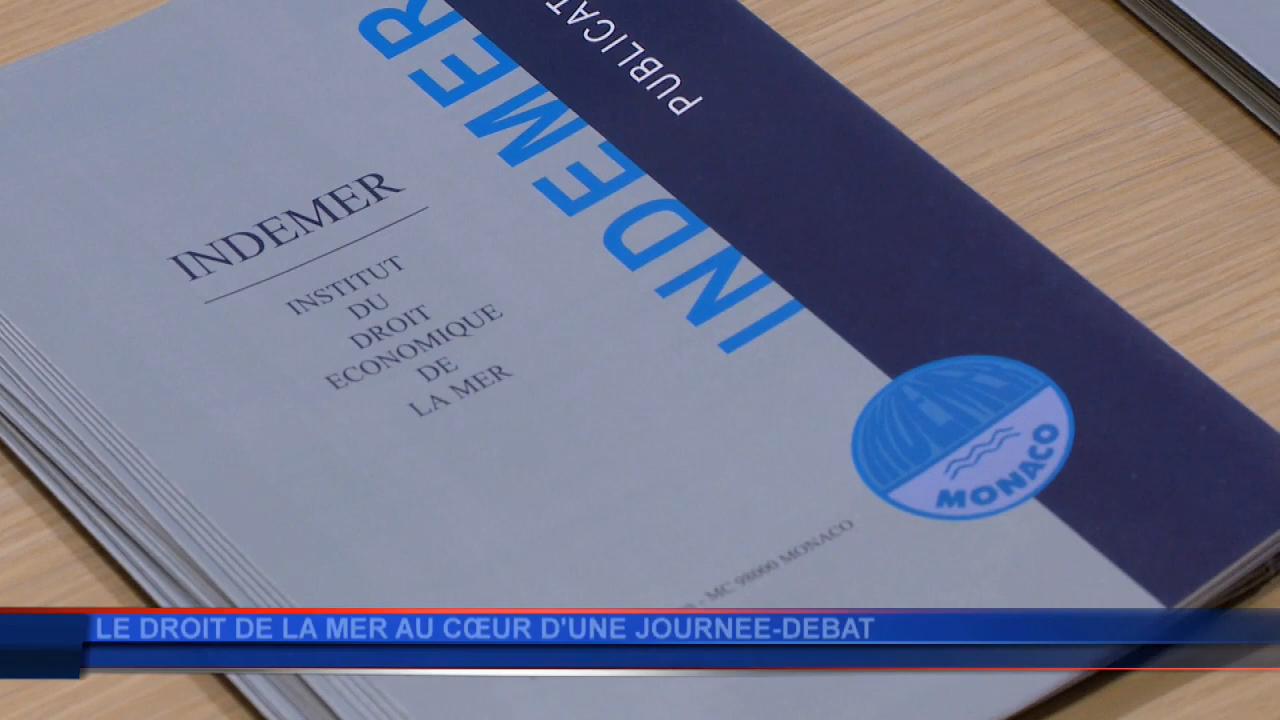 PUBLICAT
INDEMER
INDEMER
INSTITUT
DU
DROIT
ECONOMIQUE
DE
LA MER
MONACO
- MC 98000 MONACO
LE DROIT DE LA MER AU CŒUR D'UNE JOURNEE-DEBAT